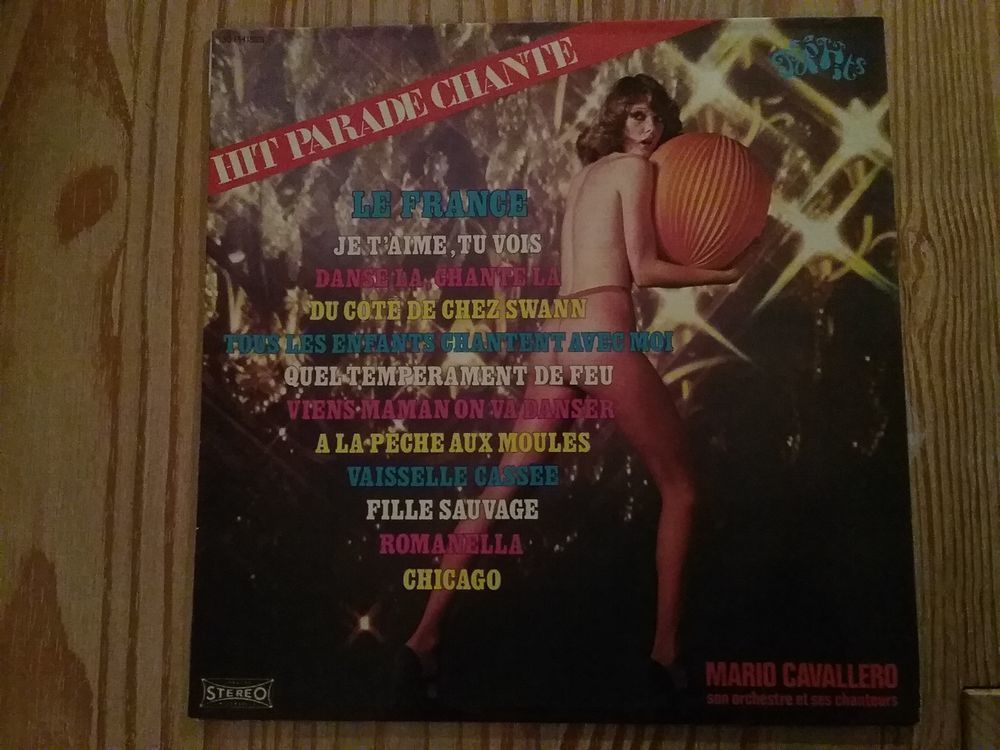 HIT PARADE CHANTE
LE FRANCE
JE T'AIME, TU VOIS
DANSE LA, CHANTE LA
DU COTE DE CHEZ SWANN
TOUS LES ENFANTS CHANTENT AVEC MOI
QUEL TEMPERAMENT DE FEU
VIENS MAMAN ON VA DANSER
A LA PÊCHE AUX MOULES
VAISSELLE CASSEE
FILLE SAUVAGE
ROMANELLA
CHICAGO
MARIO CAVALLERO
son orchestre et ses chanteurs
STEREO